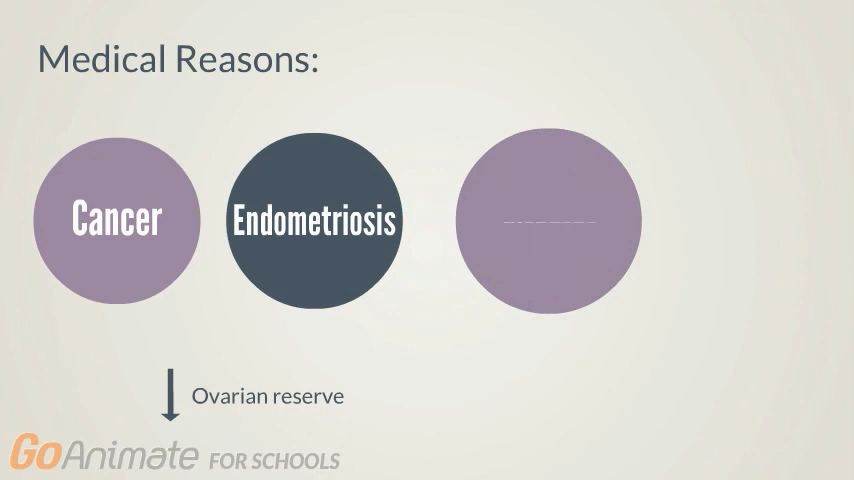 Medical Reasons:
Cancer
Endometriosis
Ovarian reserve
GoAnimate FOR SCHOOLS